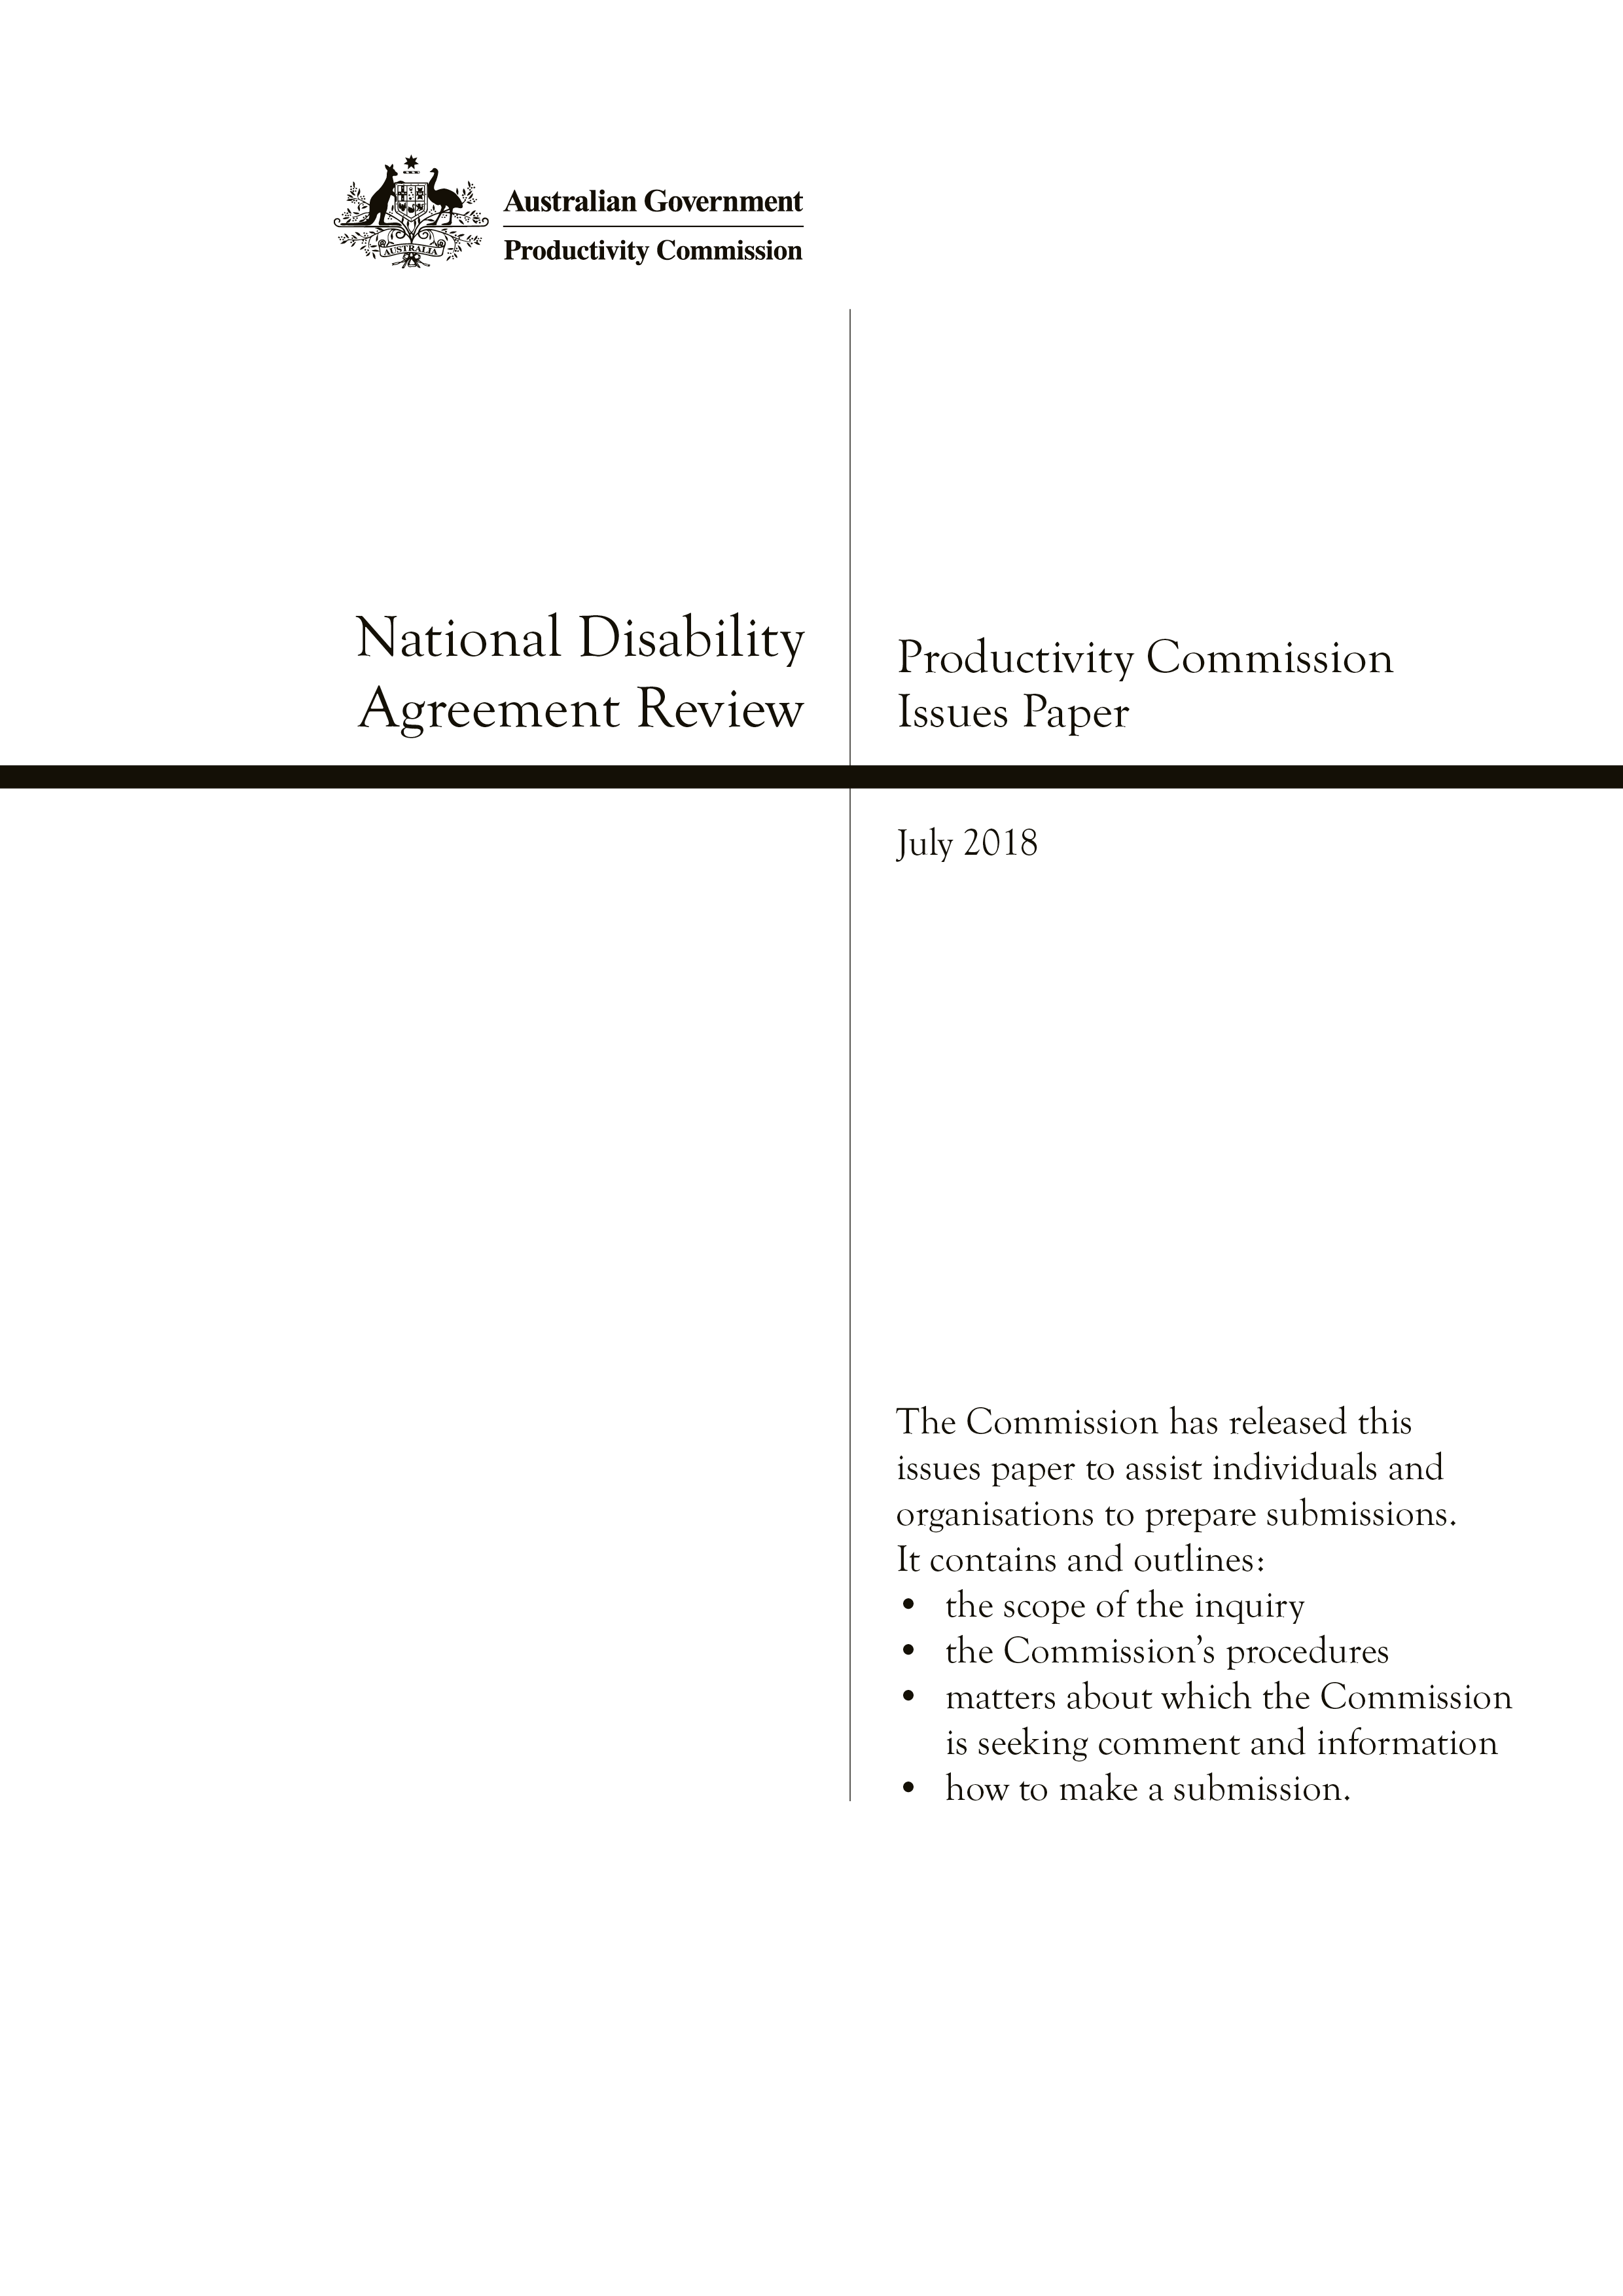 Australian Government
Productivity Commission
AUSTRALIA
National Disability
Agreement Review
Productivity Commission
Issues Paper
July 2018
The Commission has released this
issues paper to assist individuals and
organisations to prepare submissions.
It contains and outlines:
• the scope of the inquiry
• the Commission’s procedures
• matters about which the Commission
is seeking comment and information
• how to make a submission.